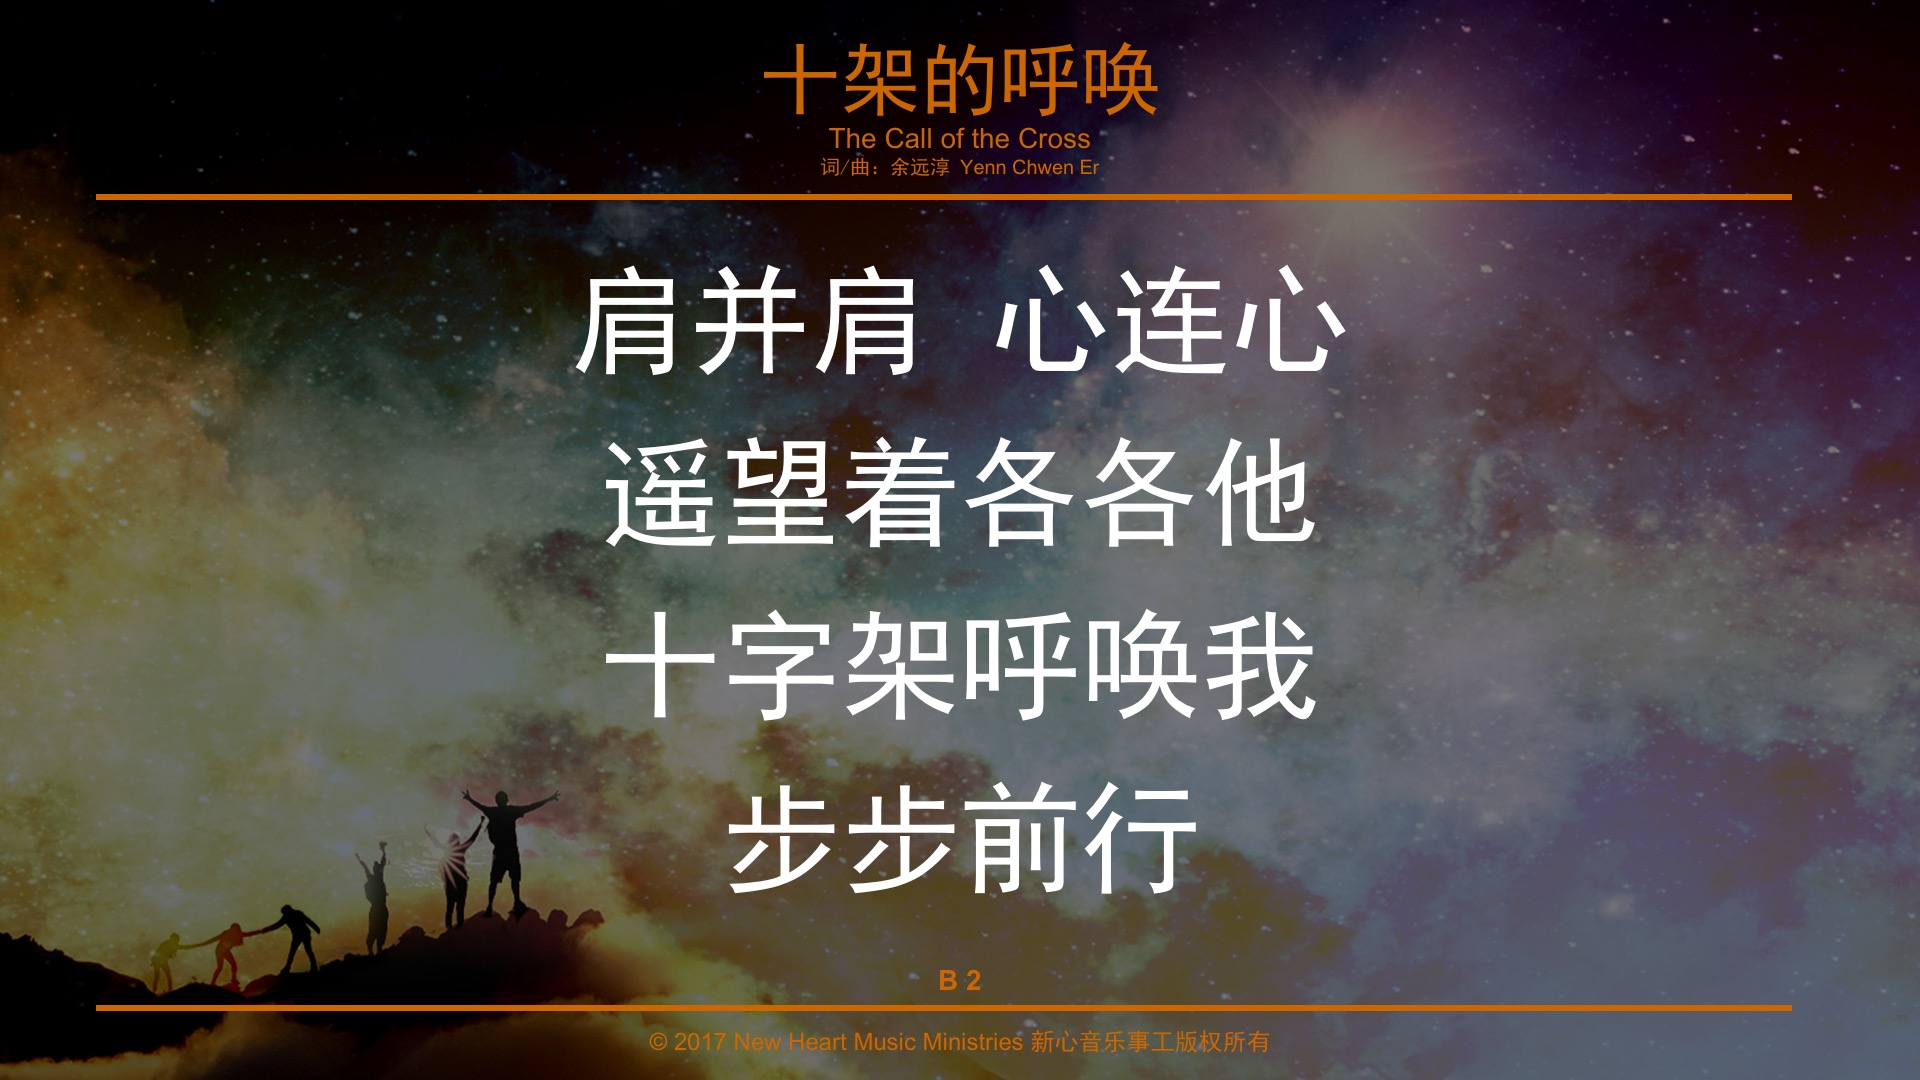 十架的呼唤
The Call of the Cross
词/曲：余远淳 Yenn Chwen Er
肩并肩 心连心
遥望着各各他
十字架呼唤我
步步前行
B 2
© 2017 New Heart Music Ministries 新心音乐事工版权所有